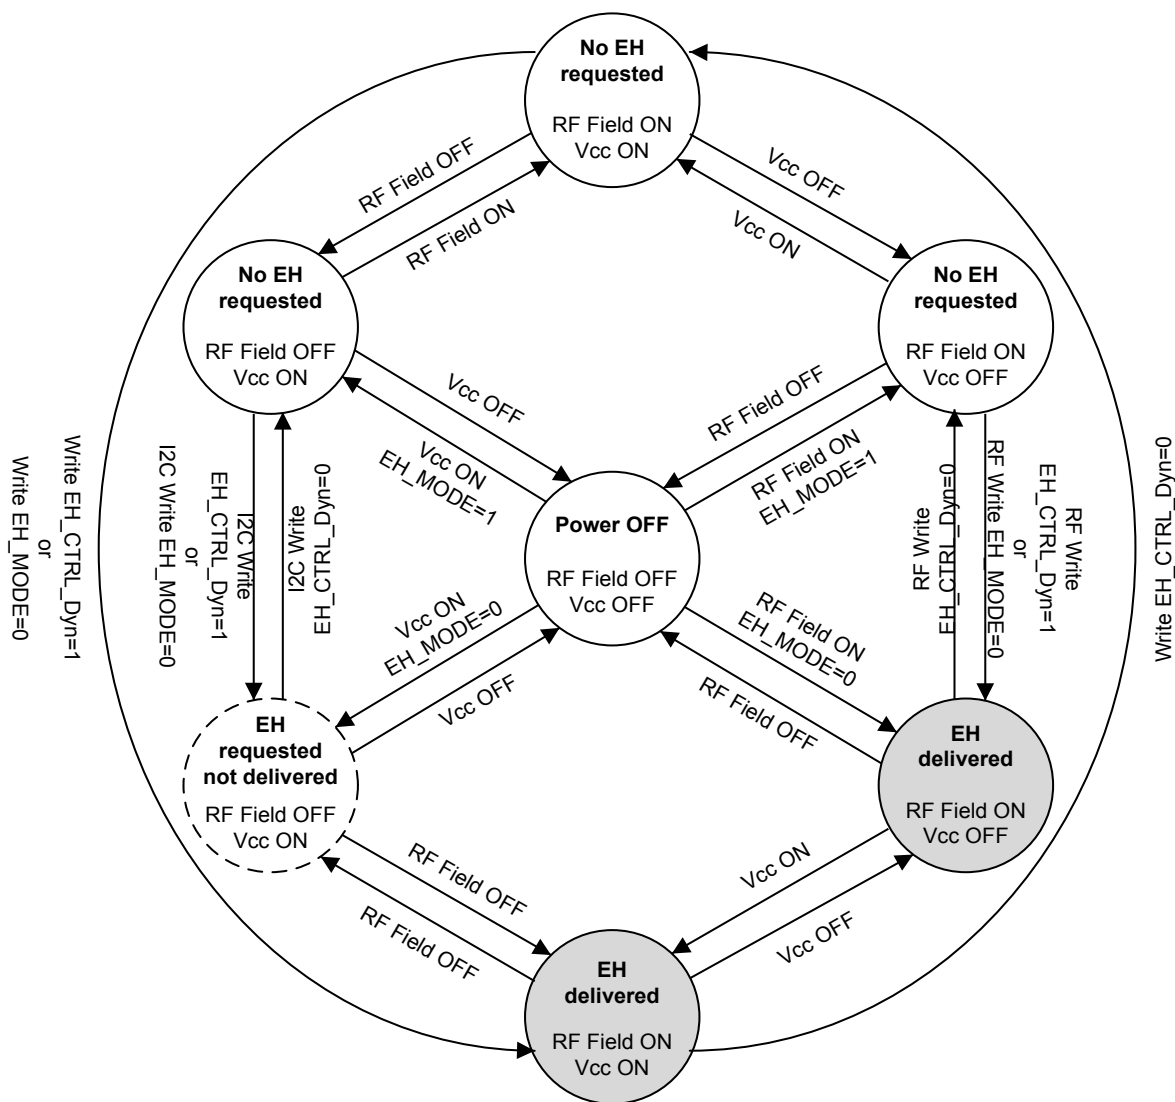 No EH
requested
RF Field ON
Vcc ON
RF Field OFF
RF Field ON
Vcc OFF
Vcc ON
No EH
requested
RF Field OFF
Vcc ON
No EH
requested
RF Field ON
Vcc OFF
Vcc OFF
Vcc ON
EH_MODE=1
RF Field OFF
RF Field ON
EH_MODE=1
Write EH_CTRL_Dyn=1
or
Write EH_MODE=0
I2C Write
EH_CTRL_Dyn=1
or
I2C Write EH_MODE=0
I2C Write
EH_CTRL_Dyn=0
Power OFF
RF Field OFF
Vcc OFF
RF Write
EH_CTRL_Dyn=0
RF Write
EH_CTRL_Dyn=1
or
RF Write EH_MODE=0
Write EH_CTRL_Dyn=0
Vcc ON
EH_MODE=0
Vcc OFF
RF Field ON
EH_MODE=0
RF Field OFF
EH
requested
not delivered
RF Field OFF
Vcc ON
EH
delivered
RF Field ON
Vcc OFF
RF Field OFF
RF Field OFF
Vcc ON
Vcc OFF
EH
delivered
RF Field ON
Vcc ON